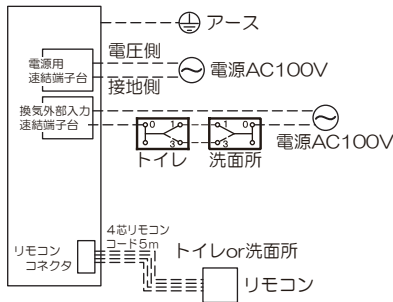 アース
電圧側
電源用
速結端子台
電源AC100V
接地側
換気外部入力
速結端子台
0 1 1 0
3 3
電源AC100V
トイレ 洗面所
4芯リモコン
コード5m
トイレor洗面所
リモコン
コネクタ
リモコン